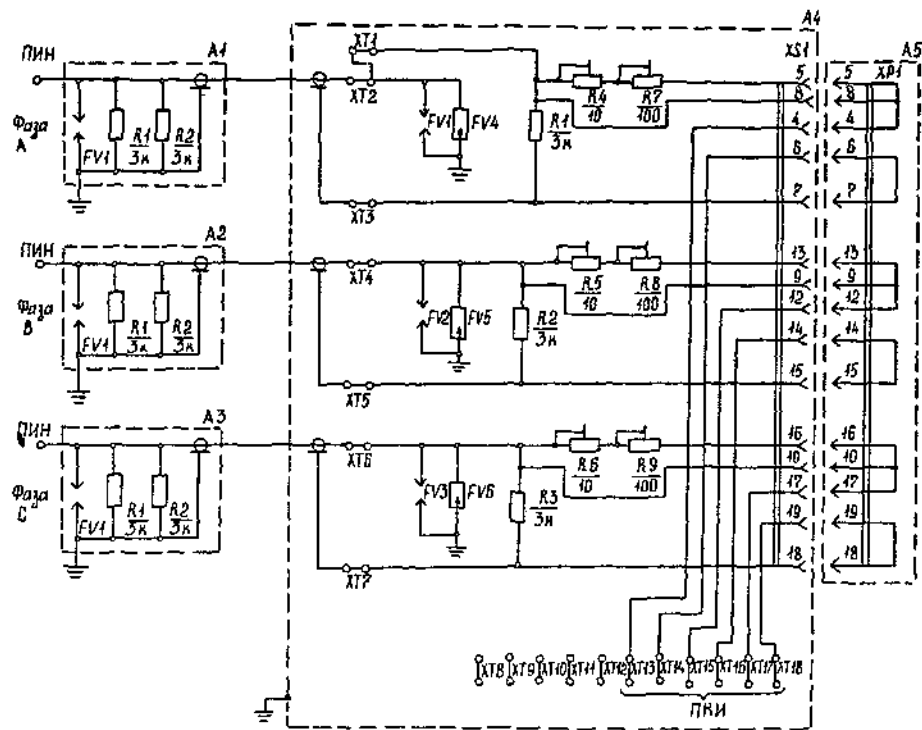 A4
A1
ПИН
Фаза
A
FV1
R1
3к
R2
3к
XT1
XT2
FV1
FV4
R1
3к
R4
10
R7
100
XT3
XS1
5
8
4
6
7
A5
XP1
5
8
4
6
7
A2
ПИН
Фаза
B
FV1
R1
3к
R2
3к
XT4
FV2
FV5
R2
3к
R5
10
R8
100
XT5
13
9
12
14
15
13
9
12
14
15
A3
ПИН
Фаза
C
FV1
R1
3к
R2
3к
XT6
FV3
FV6
R3
3к
R6
10
R9
100
XT7
16
10
17
19
18
16
10
17
19
18
XT8
XT9
XT10
XT11
XT12
XT13
XT14
XT15
XT16
XT17
XT18
ПКИ